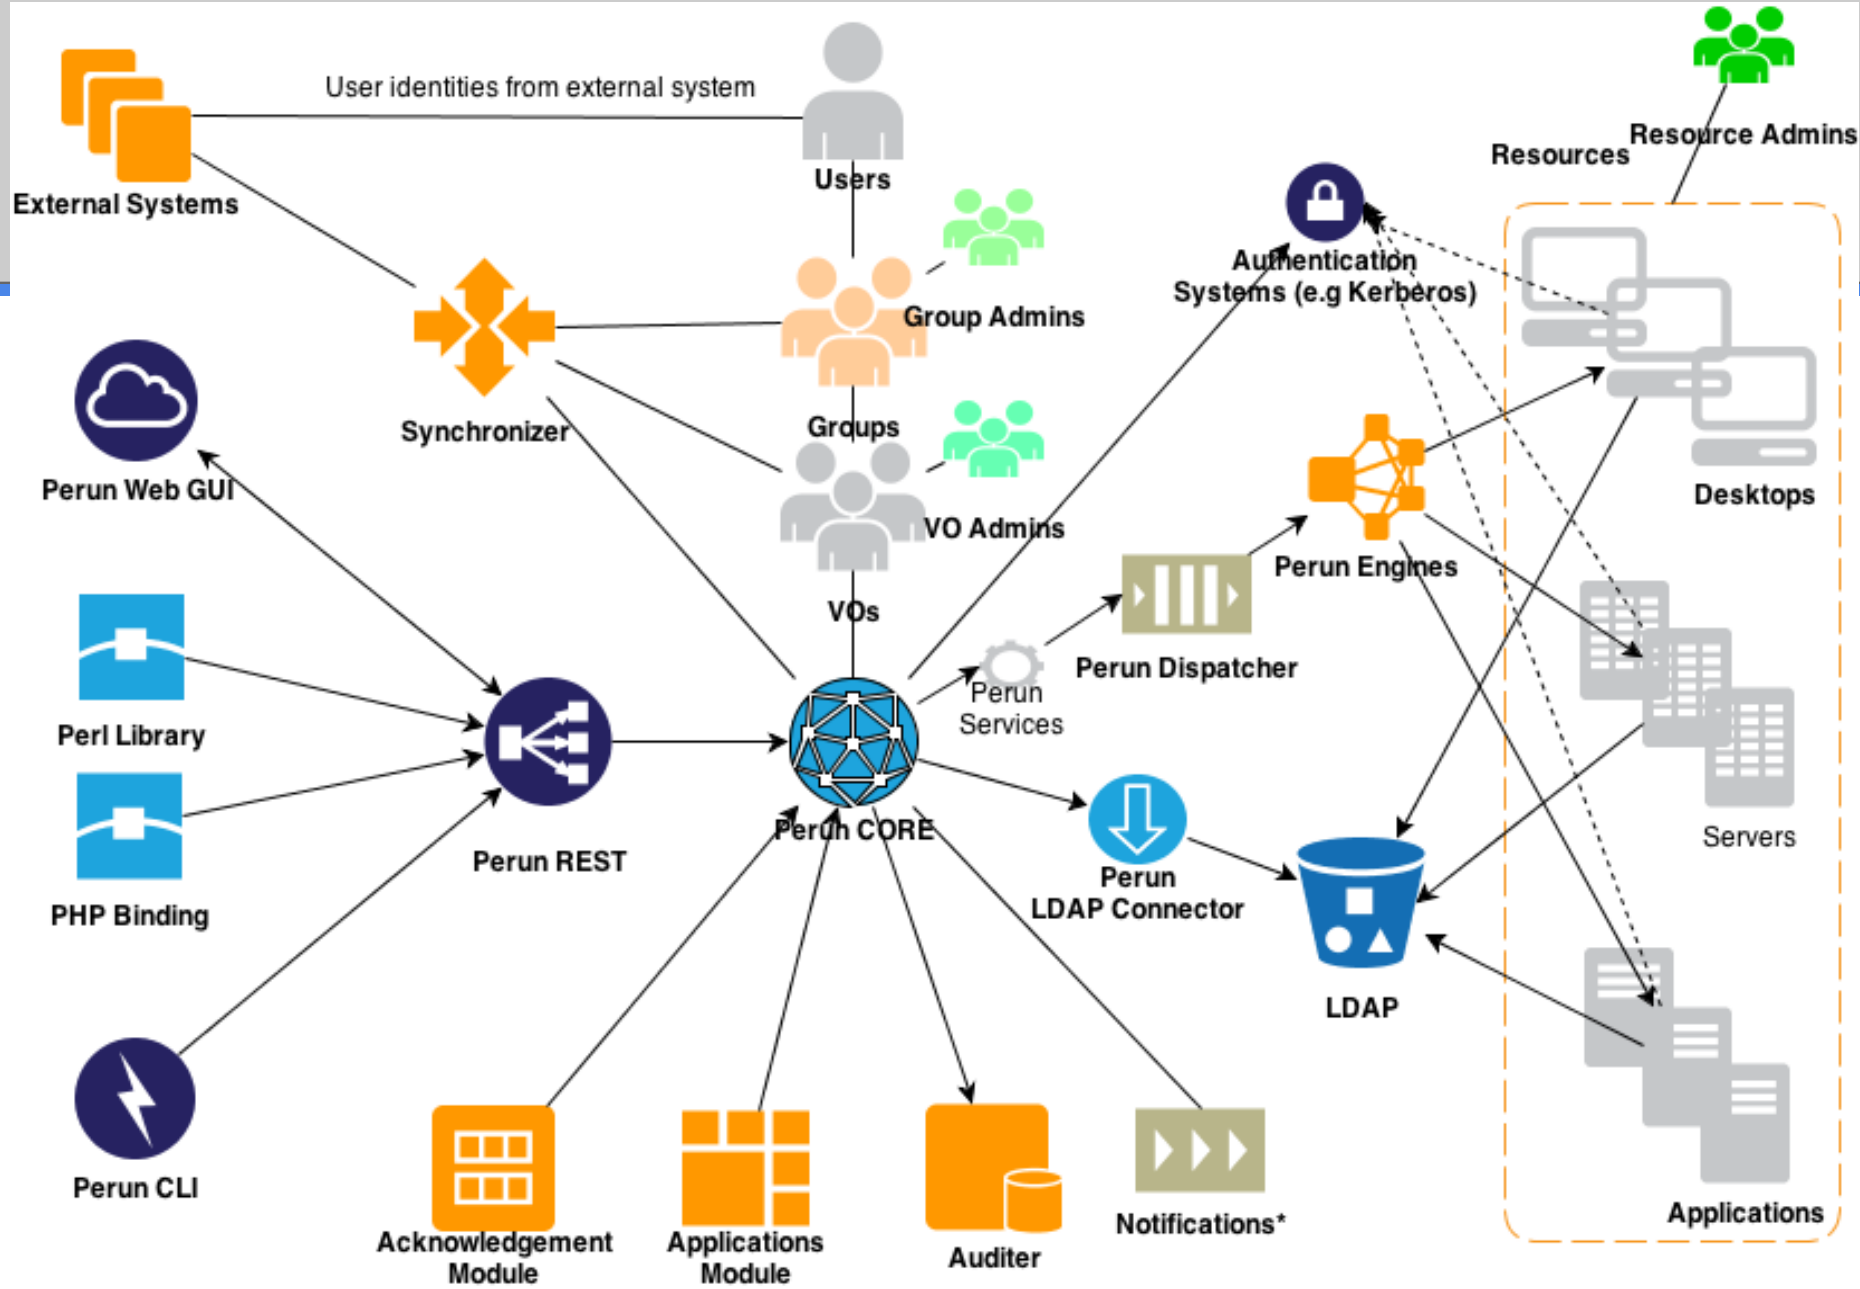 User identities from external system
Resource Admins
Resources
Users
External Systems
Authentication
Systems (e.g Kerberos)
Group Admins
Groups
Synchronizer
Perun Web GUI
Desktops
VO Admins
Perun Engines
VOs
Perun Dispatcher
Perun
Services
Perl Library
Perun CORE
Servers
Perun REST
Perun
LDAP Connector
PHP Binding
LDAP
Perun CLI
Applications
Notifications*
Acknowledgement
Module
Applications
Module
Auditer